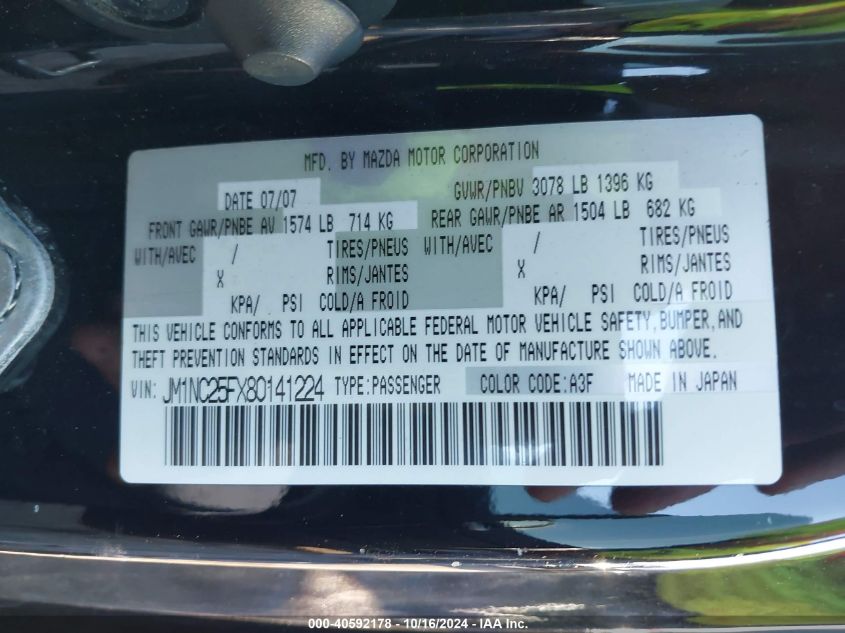 MFD. BY MAZDA MOTOR CORPORATION
DATE 07/07 GVWR/PNBV 3078 LB 1396 KG
FRONT GAWR/PNBE AV 1574 LB 714 KG REAR GAWR/PNBE AR 1504 LB 682 KG
WITH/AVEC / TIRES/PNEUS WITH/AVEC / TIRES/PNEUS
X RIMS/JANTES X RIMS/JANTES
KPA/ PSI COLD/A FROID KPA/ PSI COLD/A FROID
THIS VEHICLE CONFORMS TO ALL APPLICABLE FEDERAL MOTOR VEHICLE SAFETY,BUMPER,AND
THEFT PREVENTION STANDARDS IN EFFECT ON THE DATE OF MANUFACTURE SHOWN ABOVE.
VIN: JM1NC25FX80141224 TYPE:PASSENGER COLOR CODE:A3F MADE IN JAPAN
000-40592178 - 10/16/2024 - IAA Inc.